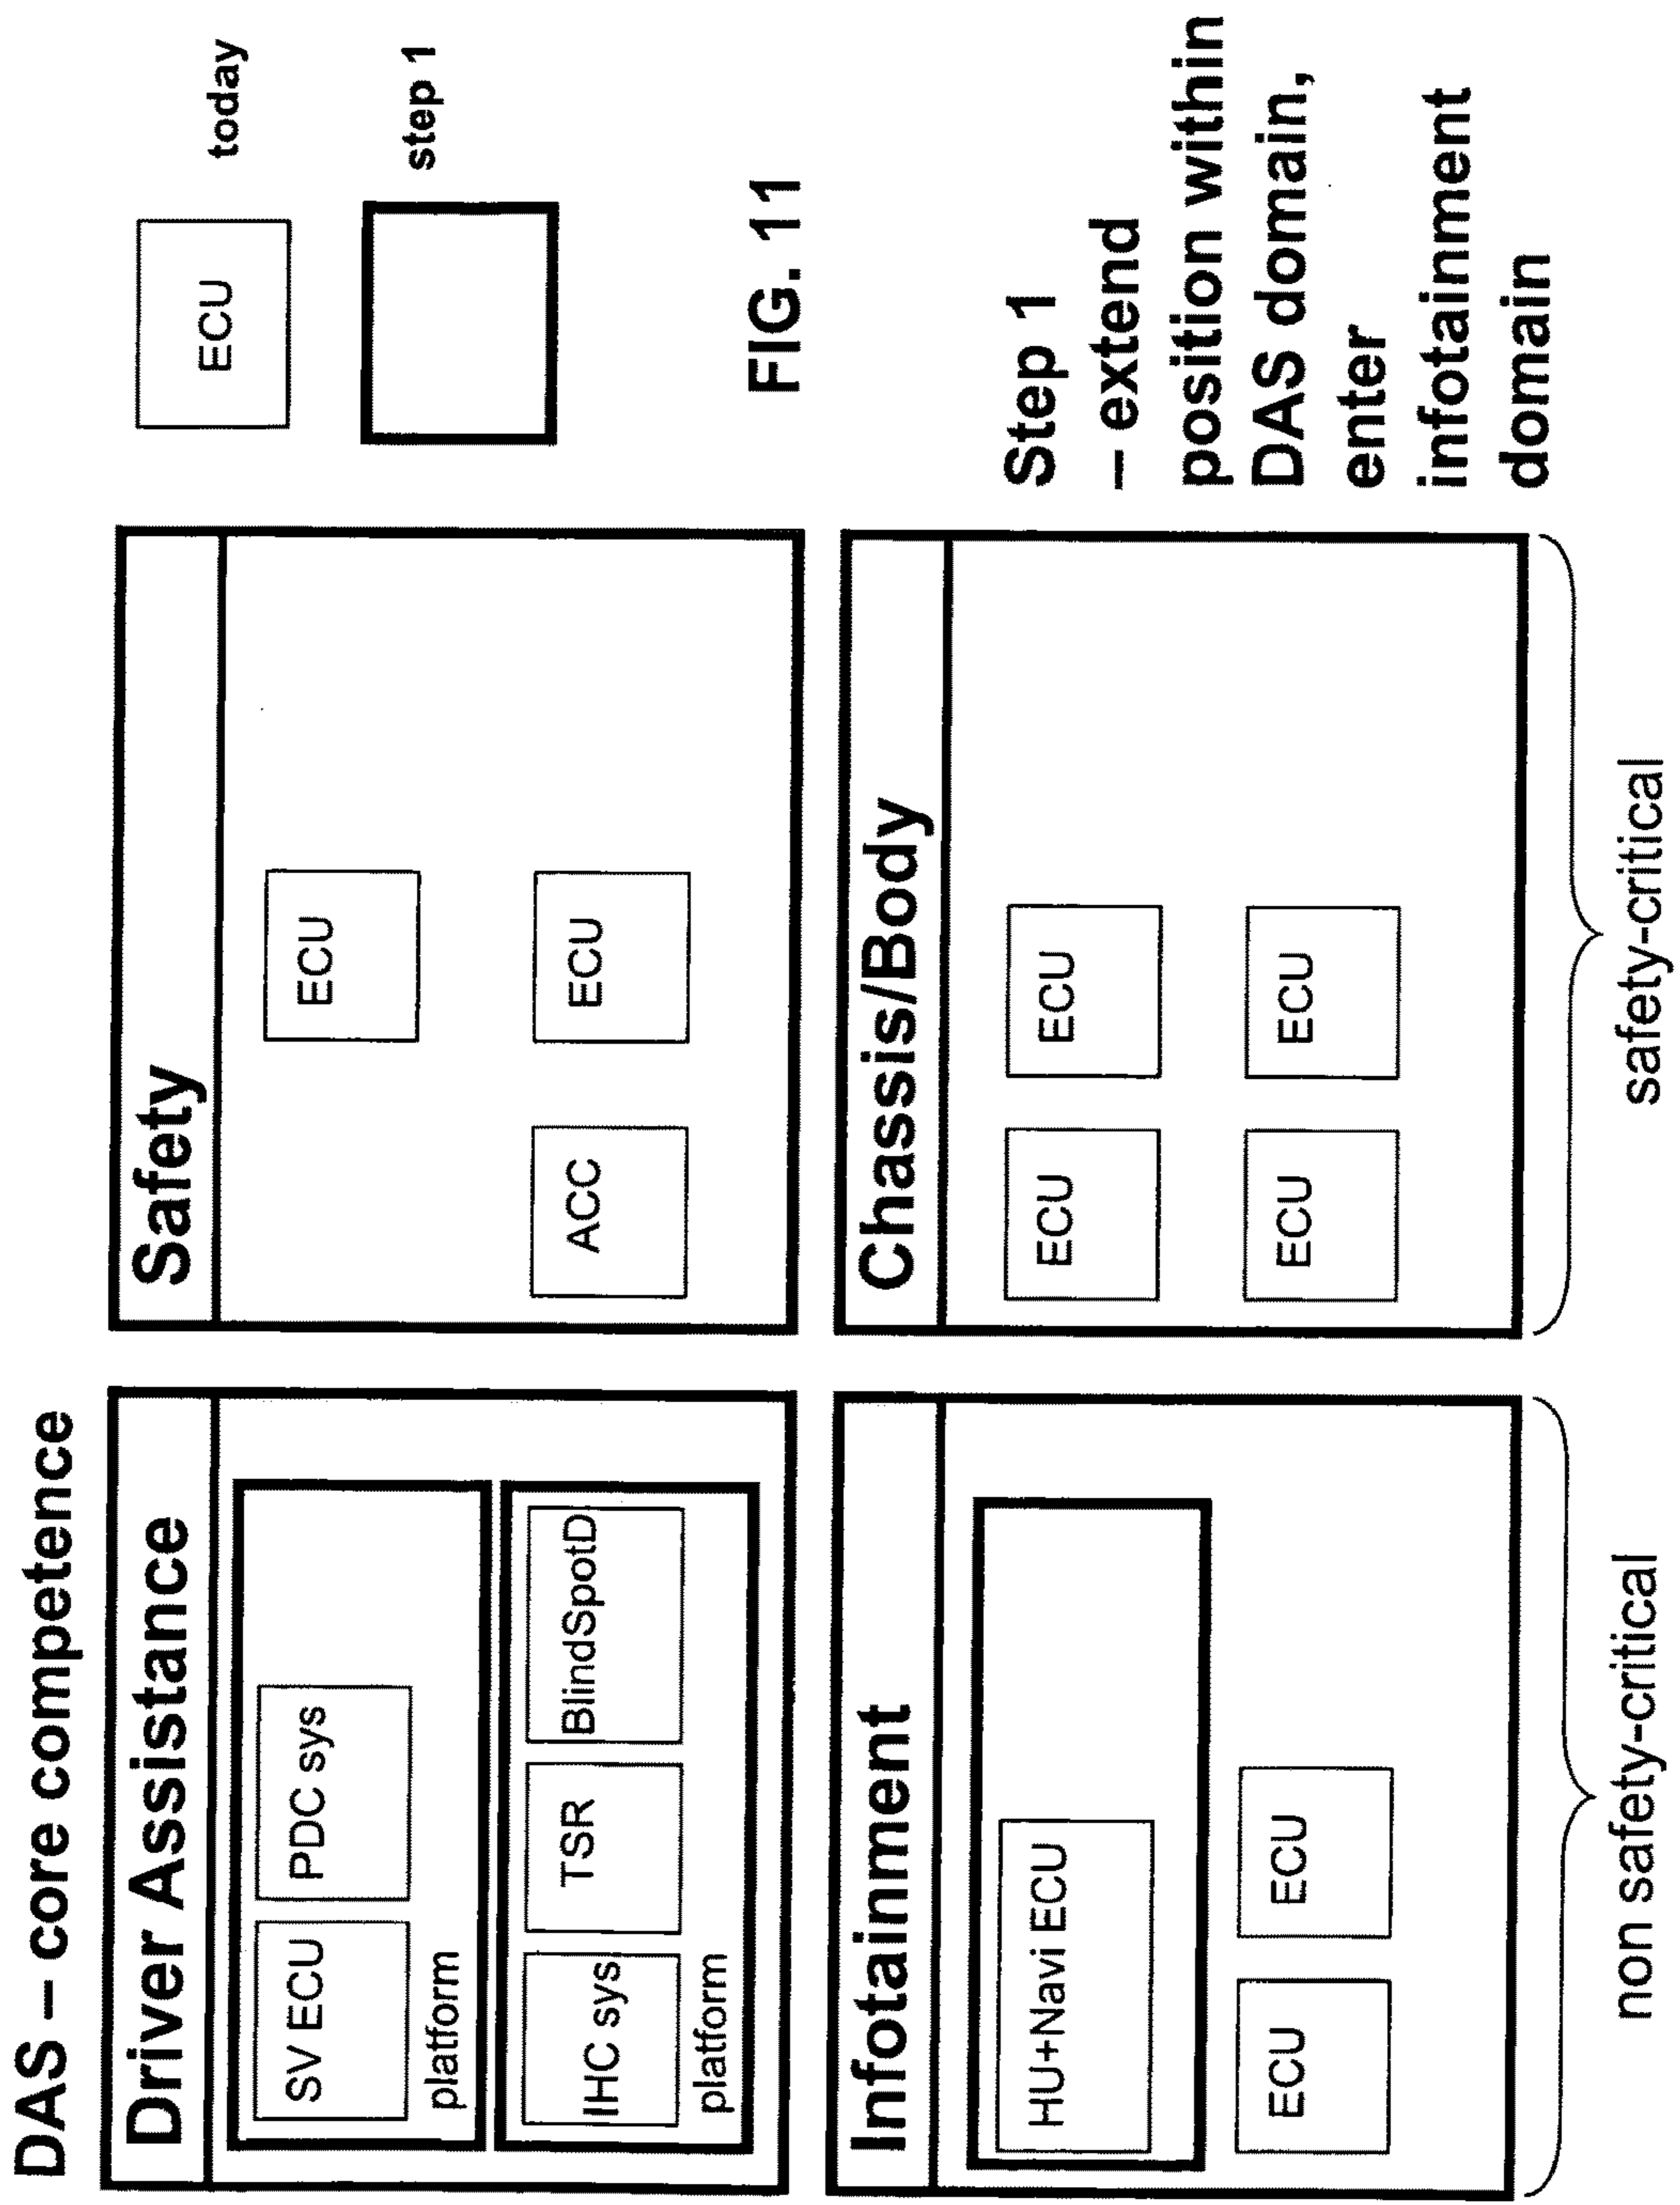 DAS – core competence
Driver Assistance
SV ECU
PDC sys
platform
IHC sys
TSR
BlindSpotD
platform
Safety
ECU
ACC
ECU
ECU
today
step 1
FIG. 11
Infotainment
HU+Navi ECU
ECU
ECU
Chassis/Body
ECU
ECU
ECU
ECU
Step 1
– extend
position within
DAS domain,
enter
infotainment
domain
non safety-critical
safety-critical